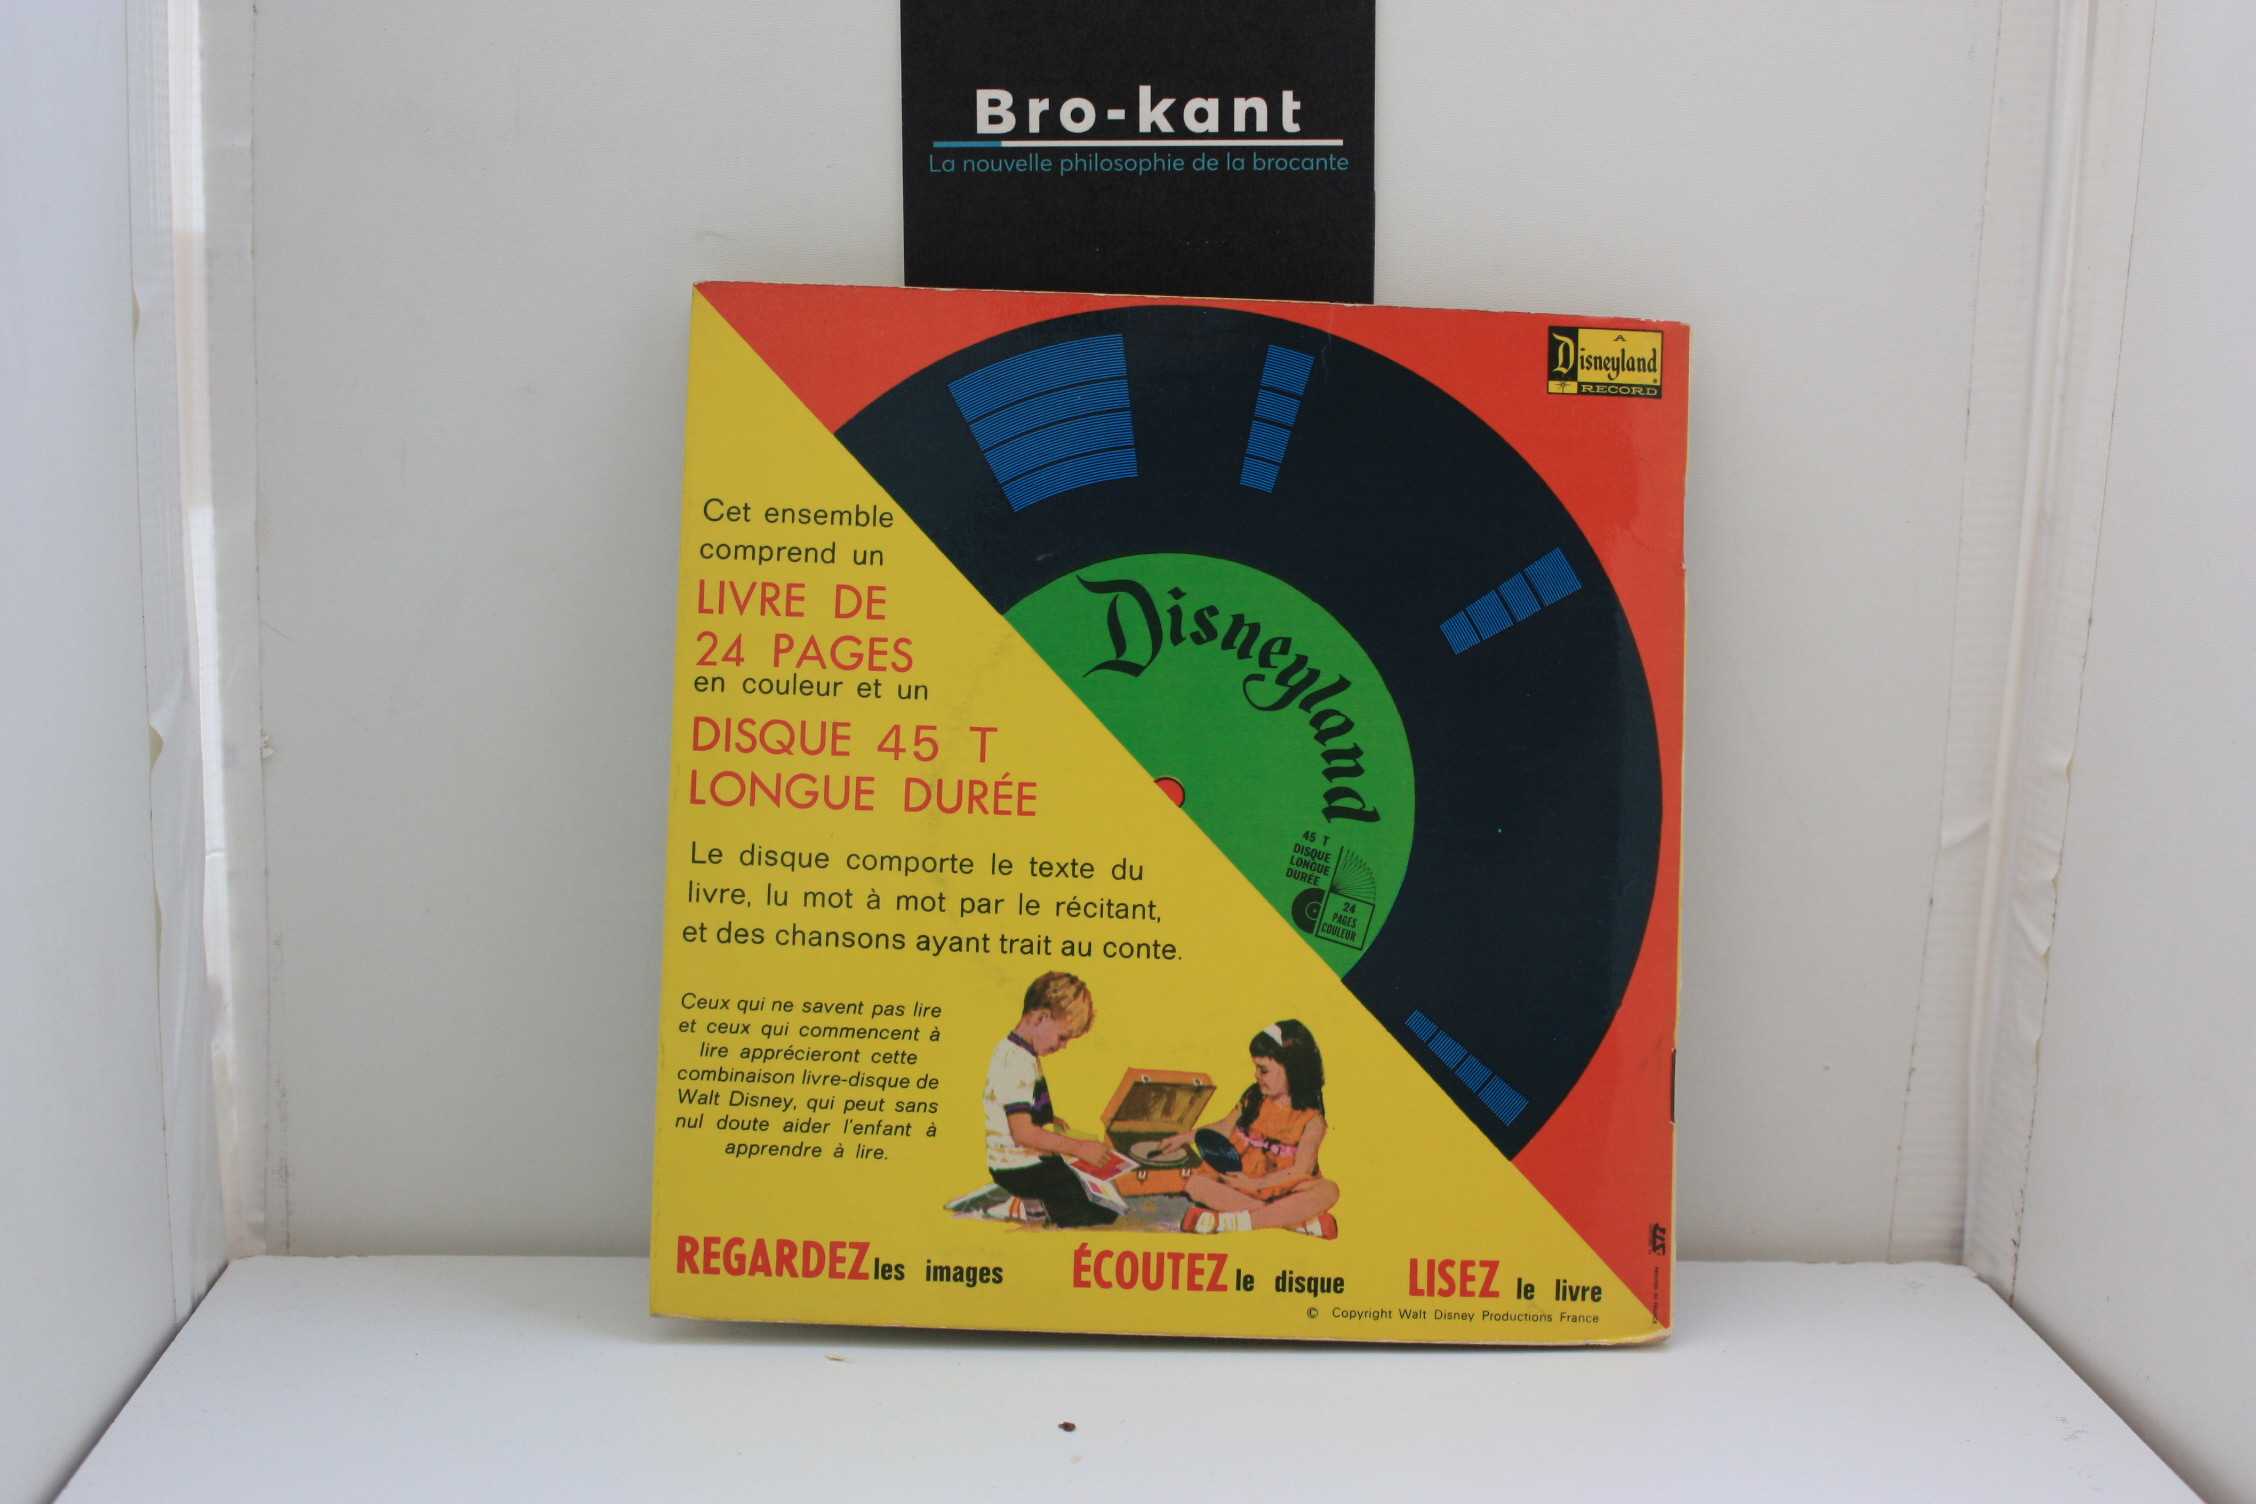 Bro-kant
La nouvelle philosophie de la brocante
A
Disneyland
RECORD
Cet ensemble
comprend un
LIVRE DE
24 PAGES
en couleur et un
DISQUE 45 T
LONGUE DURÉE
Le disque comporte le texte du
livre, lu mot à mot par le récitant,
et des chansons ayant trait au conte.
Disneyland
45 T
DISQUE
LONGUE
DURÉE
24
PAGES
COULEUR
Ceux qui ne savent pas lire
et ceux qui commencent à
lire apprécieront cette
combinaison livre-disque de
Walt Disney, qui peut sans
nul doute aider l'enfant à
apprendre à lire.
REGARDEZ les images ÉCOUTEZ le disque LISEZ le livre
© Copyright Walt Disney Productions France